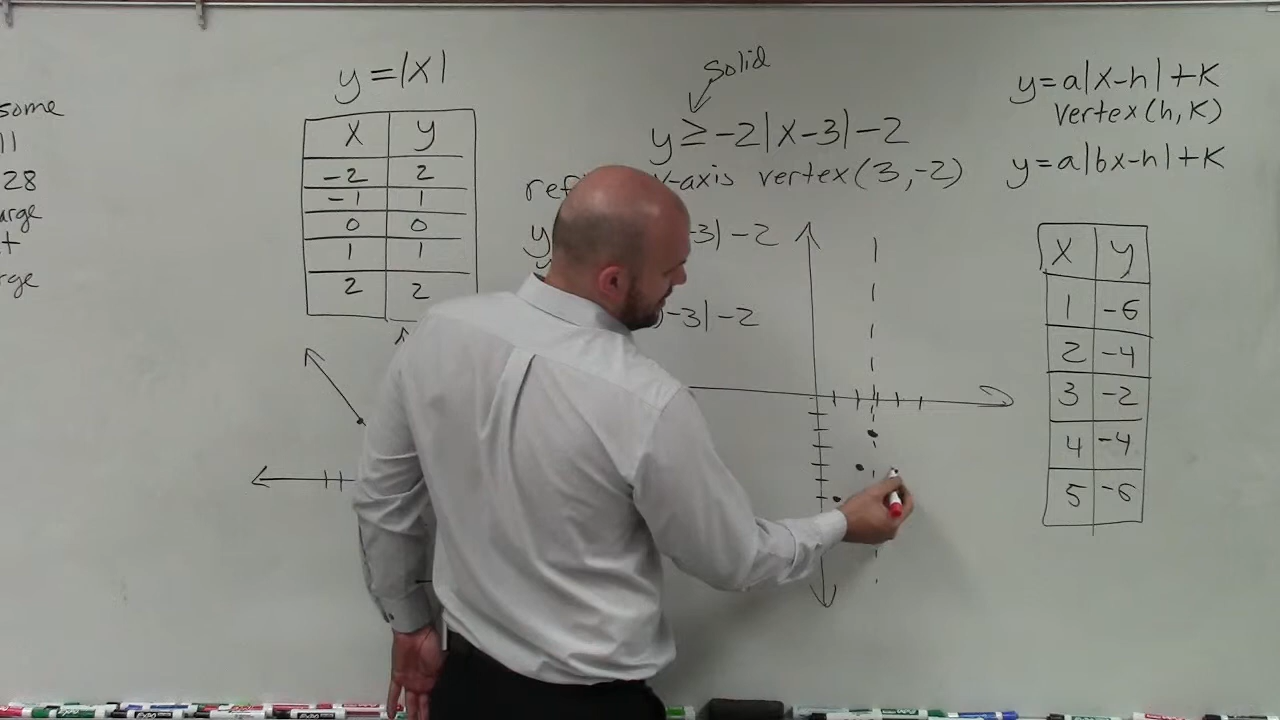 some
11
28
arge
t
rge
y = |x|
x y
-2 2
-1 1
0 0
1 1
2 2
solid
y ≥ -2|x-3| -2
ref x-axis vertex (3, -2)
y -3| -2
-3| -2
y = a|x-h| + K
vertex (h, K)
y = a|bx-h| + K
x y
1 -6
2 -4
3 -2
4 -4
5 -6